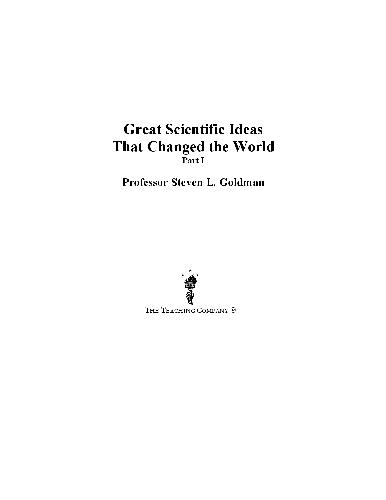 Great Scientific Ideas
That Changed the World
Part I
Professor Steven L. Goldman
THE TEACHING COMPANY ®